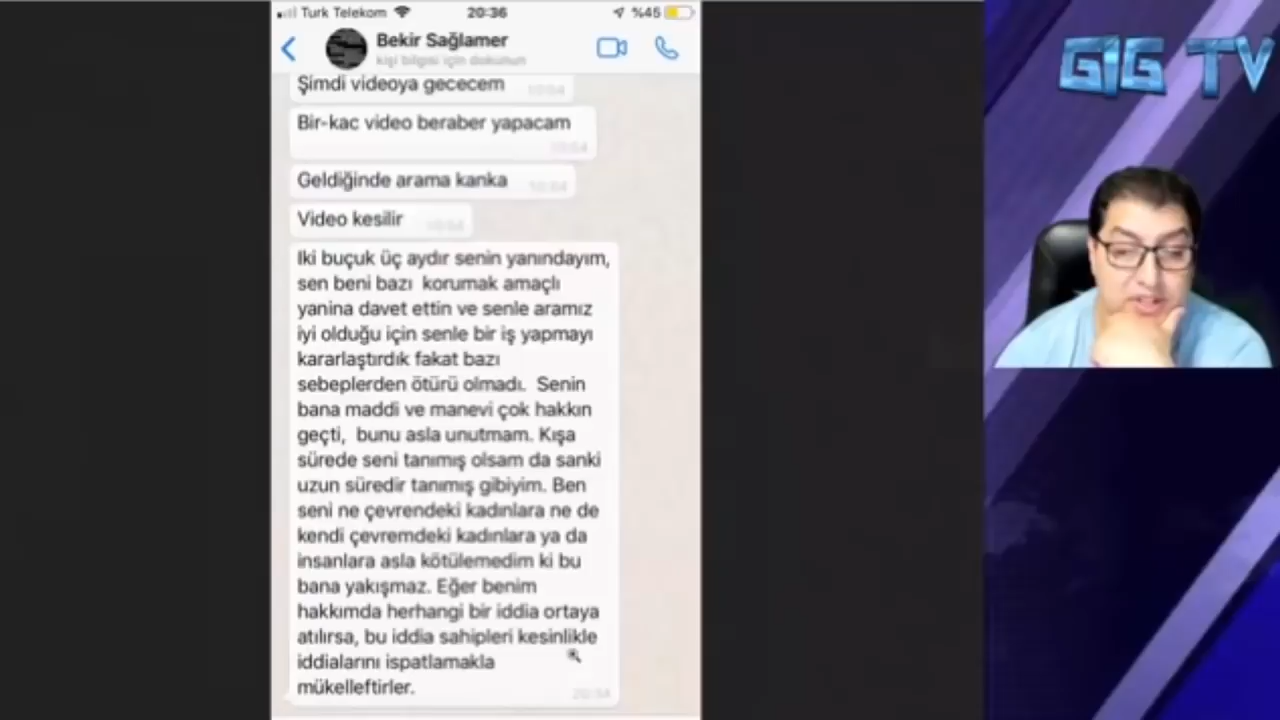 Turk Telekom
20:36
%45
Bekir Sağlamer
kişi bilgisi için dokunun
GIG TV
Şimdi videoya gececem
Bir-kac video beraber yapacam
Geldiğinde arama kanka
Video kesilir
Iki buçuk üç aydır senin yanındayım,
sen beni bazı korumak amaçlı
yanina davet ettin ve senle aramız
iyi olduğu için senle bir iş yapmayı
kararlaştırdık fakat bazı
sebeplerden ötürü olmadı. Senin
bana maddi ve manevi çok hakkın
geçti, bunu asla unutmam. Kışa
sürede seni tanımış olsam da sanki
uzun süredir tanımış gibiyim. Ben
seni ne çevrendeki kadınlara ne de
kendi çevremdeki kadınlara ya da
insanlara asla kötülemedim ki bu
bana yakışmaz. Eğer benim
hakkımda herhangi bir iddia ortaya
atılırsa, bu iddia sahipleri kesinlikle
iddialarını ispatlamakla
mükelleftirler.